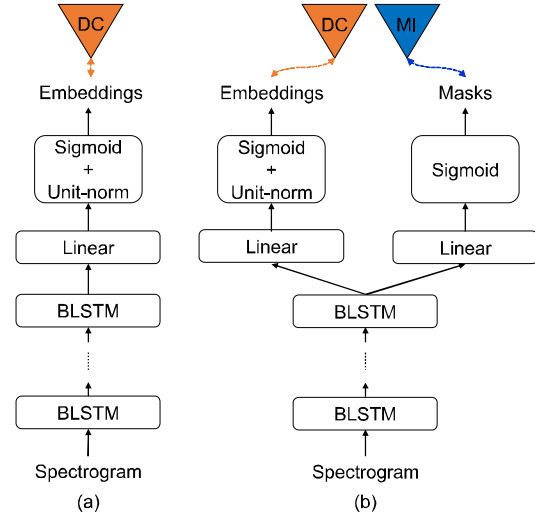 DC
Embeddings
Sigmoid
+
Unit-norm
Linear
BLSTM
BLSTM
Spectrogram
(a)
DC
MI
Embeddings
Masks
Sigmoid
+
Unit-norm
Sigmoid
Linear
Linear
BLSTM
BLSTM
Spectrogram
(b)